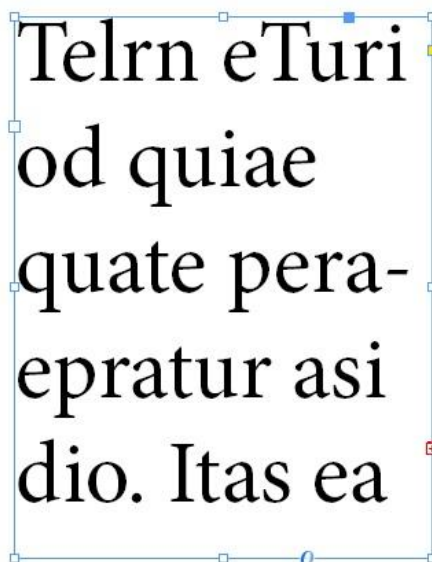 Telrn eTuri
od quiae
quate pera-
epratur asi
dio. Itas ea